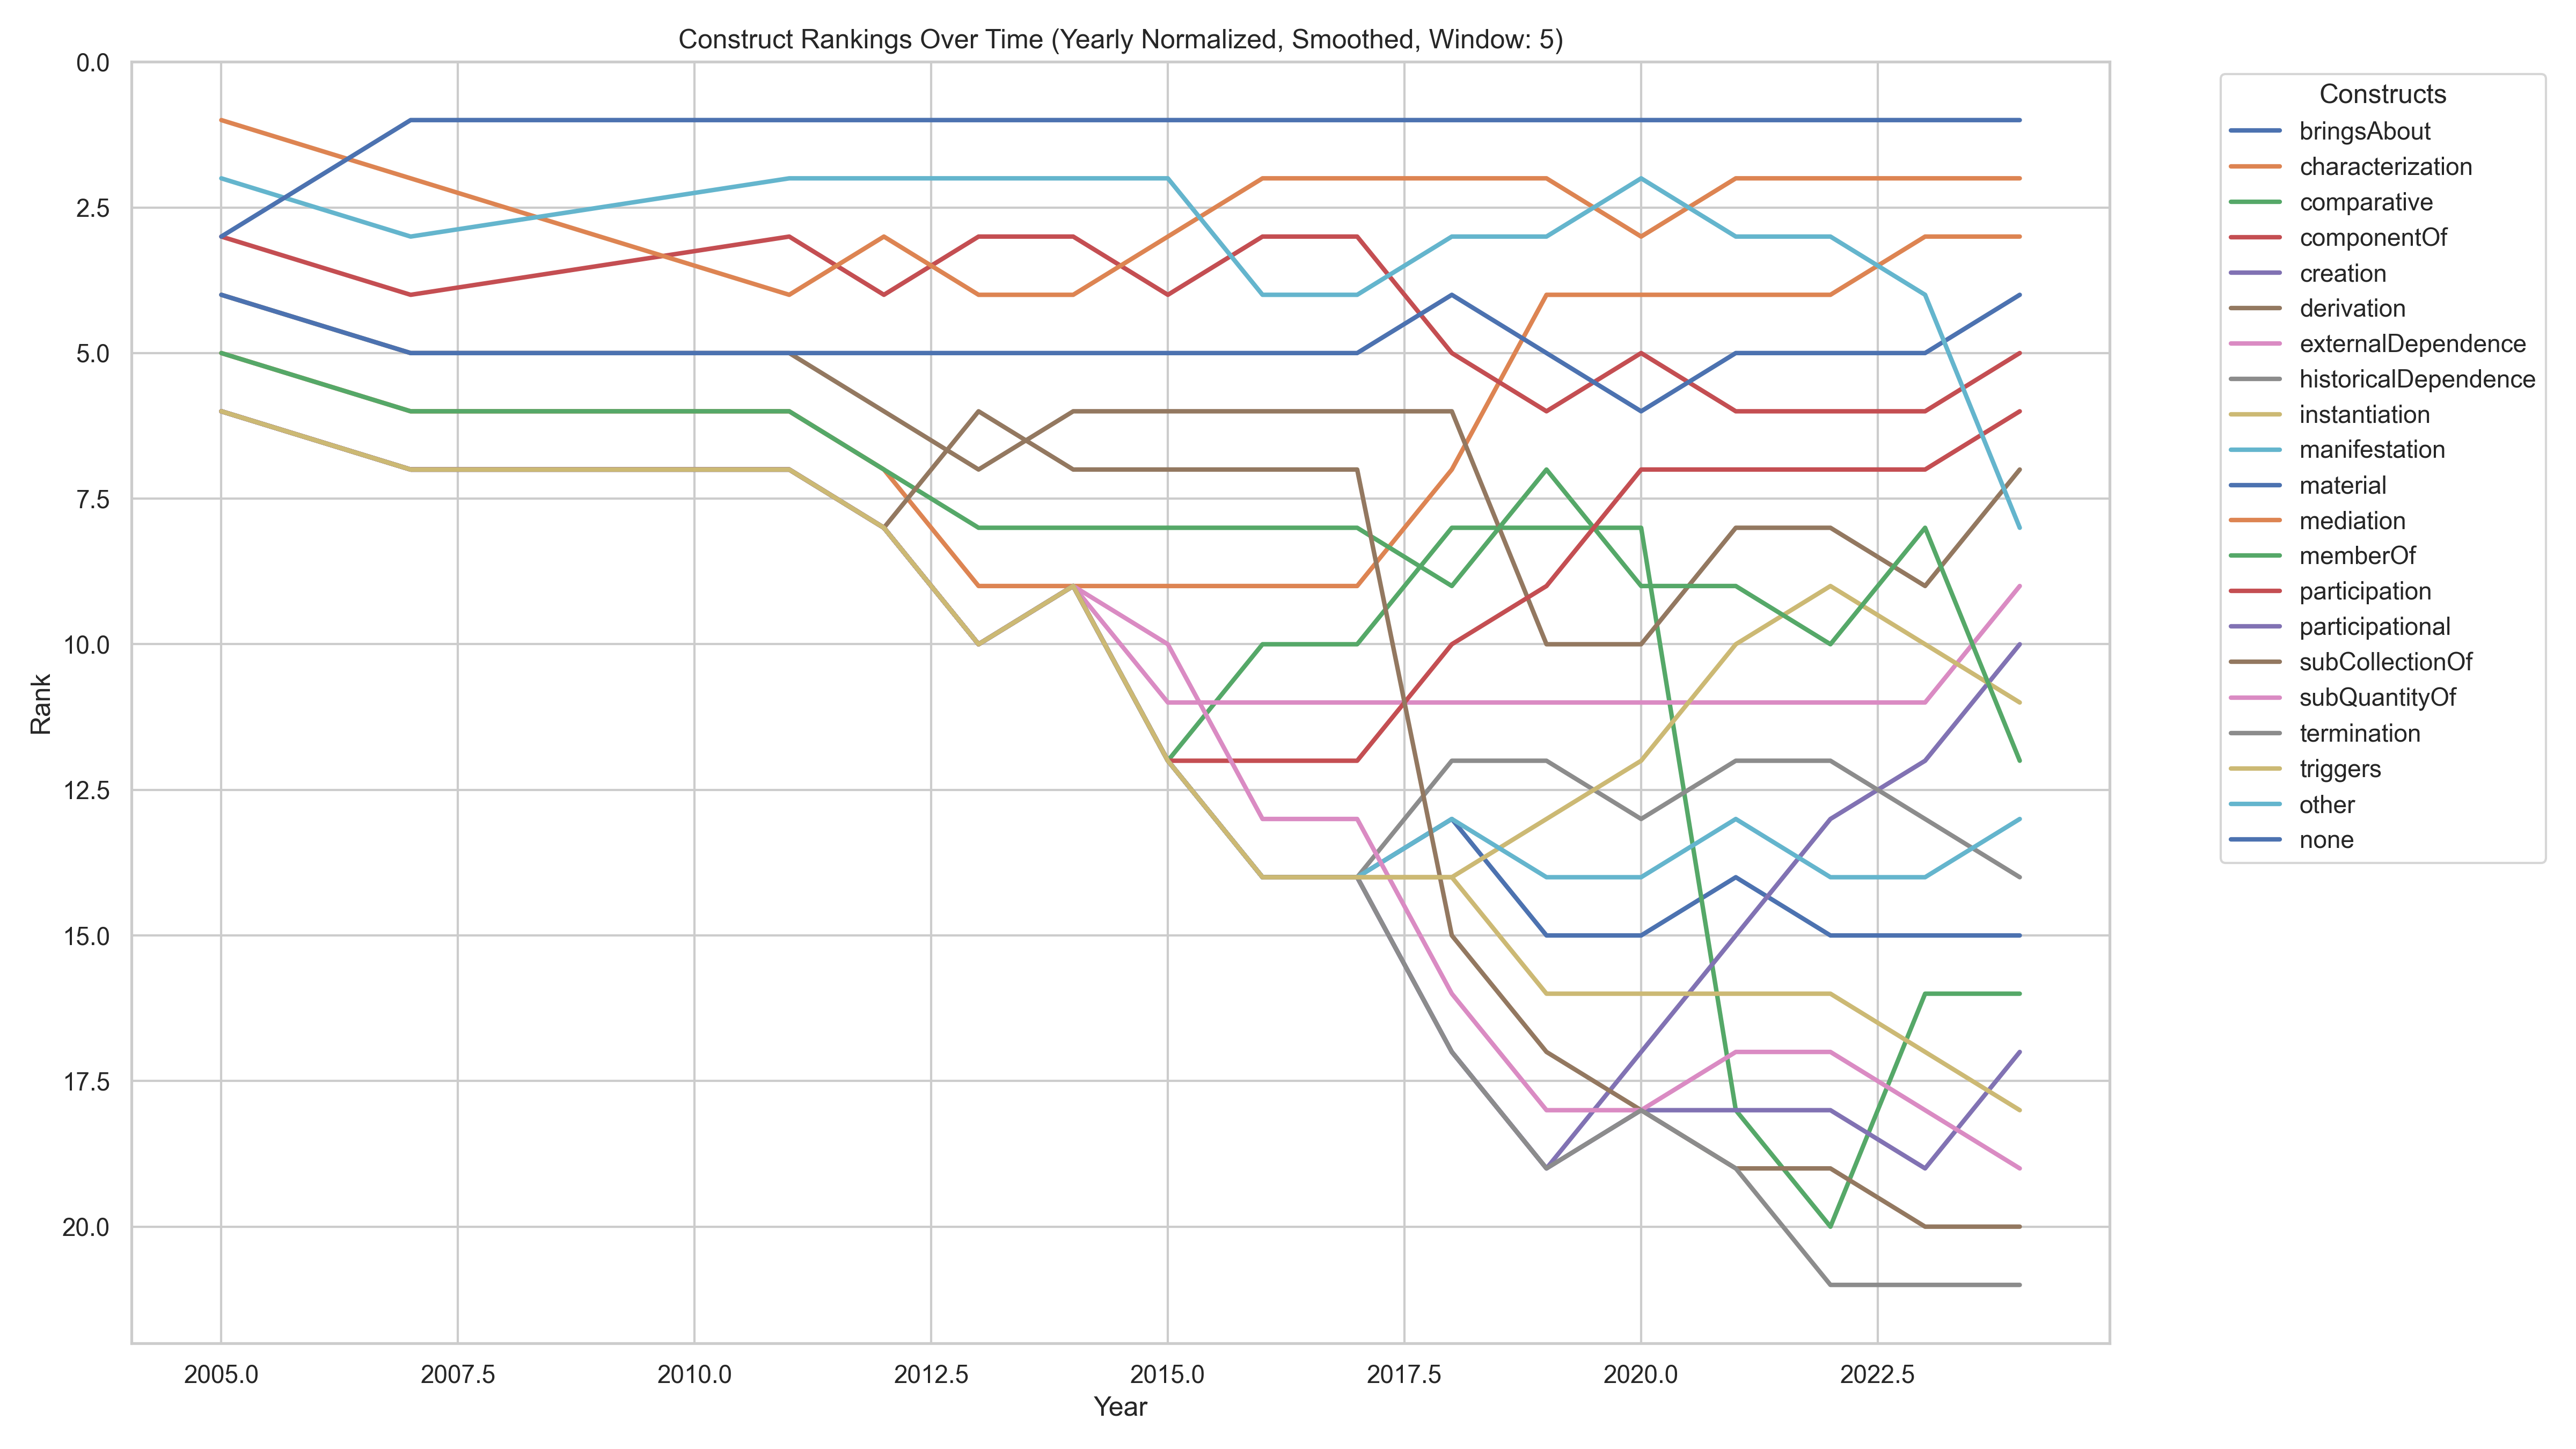 Construct Rankings Over Time (Yearly Normalized, Smoothed, Window: 5)
0.0
2.5
5.0
7.5
10.0
12.5
15.0
17.5
20.0
Rank
2005.0 2007.5 2010.0 2012.5 2015.0 2017.5 2020.0 2022.5
Year
Constructs
bringsAbout
characterization
comparative
componentOf
creation
derivation
externalDependence
historicalDependence
instantiation
manifestation
material
mediation
memberOf
participation
participational
subCollectionOf
subQuantityOf
termination
triggers
other
none